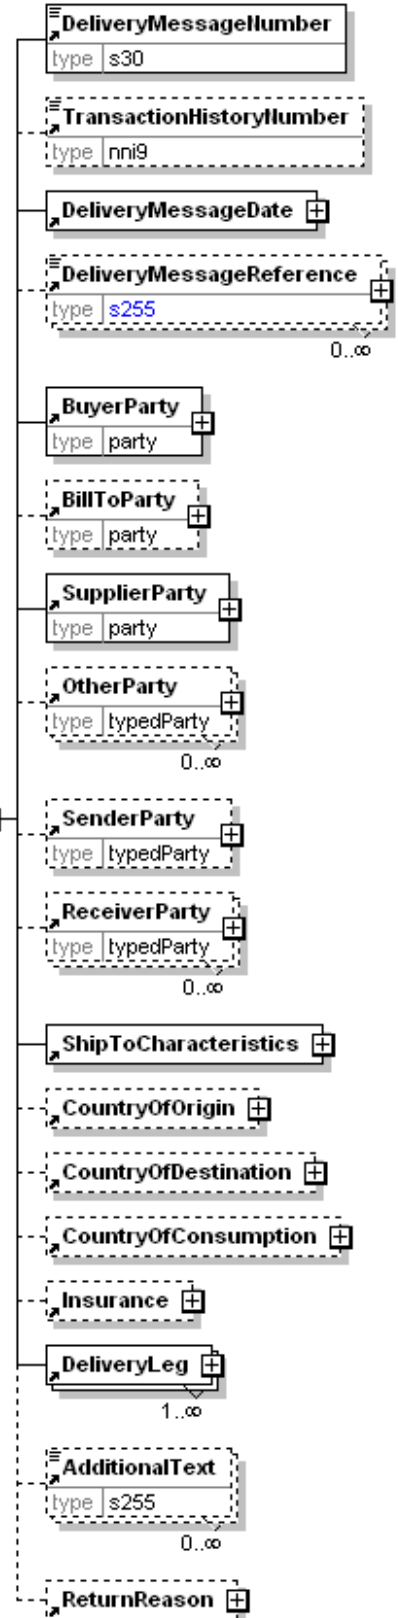 DeliveryMessageNumber
type s30
TransactionHistoryNumber
type nni9
DeliveryMessageDate
DeliveryMessageReference
type s255
0..∞
BuyerParty
type party
BillToParty
type party
SupplierParty
type party
OtherParty
type typedParty
0..∞
SenderParty
type typedParty
ReceiverParty
type typedParty
0..∞
ShipToCharacteristics
CountryOfOrigin
CountryOfDestination
CountryOfConsumption
Insurance
DeliveryLeg
1..∞
AdditionalText
type s255
0..∞
ReturnReason